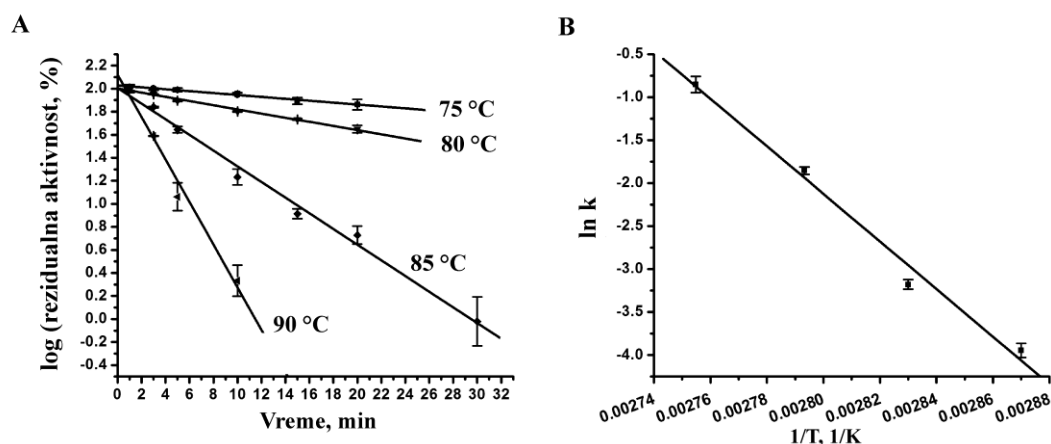 A
log (rezidualna aktivnost, %)
2.2
2.0
1.8
1.6
1.4
1.2
1.0
0.8
0.6
0.4
0.2
0.0
-0.2
-0.4
0 2 4 6 8 10 12 14 16 18 20 22 24 26 28 30 32
Vreme, min
75 °C
80 °C
85 °C
90 °C
B
ln k
-0.5
-1.0
-1.5
-2.0
-2.5
-3.0
-3.5
-4.0
0.00274 0.00276 0.00278 0.00280 0.00282 0.00284 0.00286 0.00288
1/T, 1/K